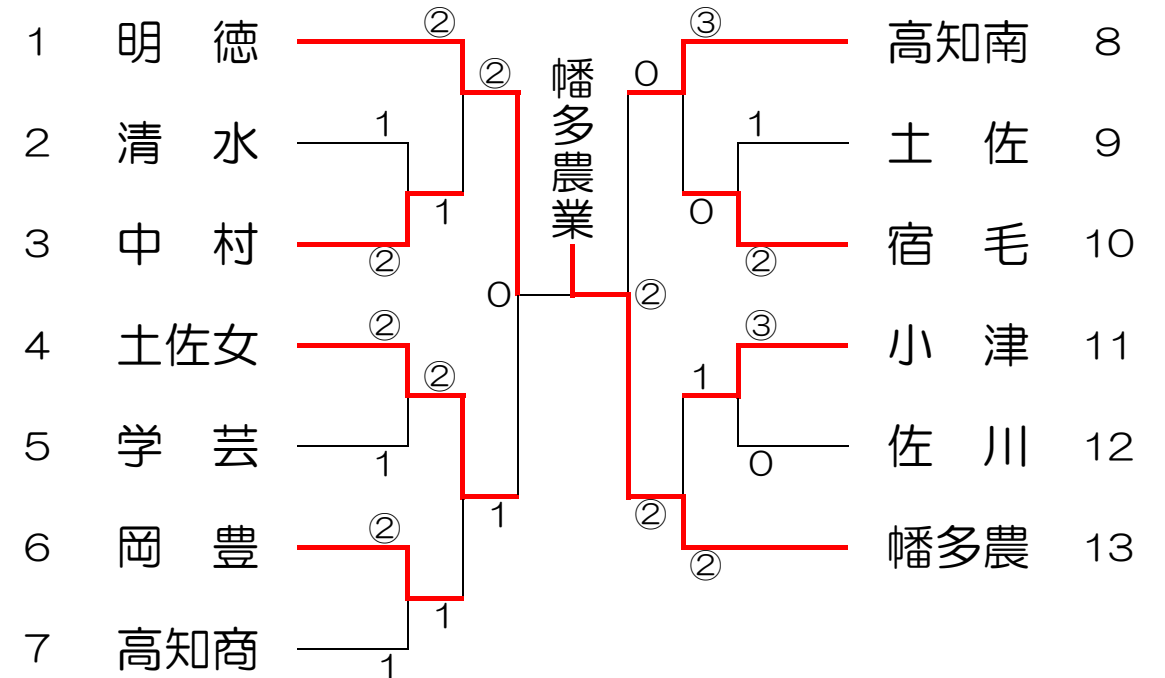 1 明 徳 ②
2 清 水 1
3 中 村 ②
4 土佐女 ②
5 学 芸 1
6 岡 豊 ②
7 高知商 1
②
1
②
1
1
0
幡多農業
②
0
②
0
1
③ 高知南 8
1 土 佐 9
② 宿 毛 10
③ 小 津 11
0 佐 川 12
② 幡多農 13